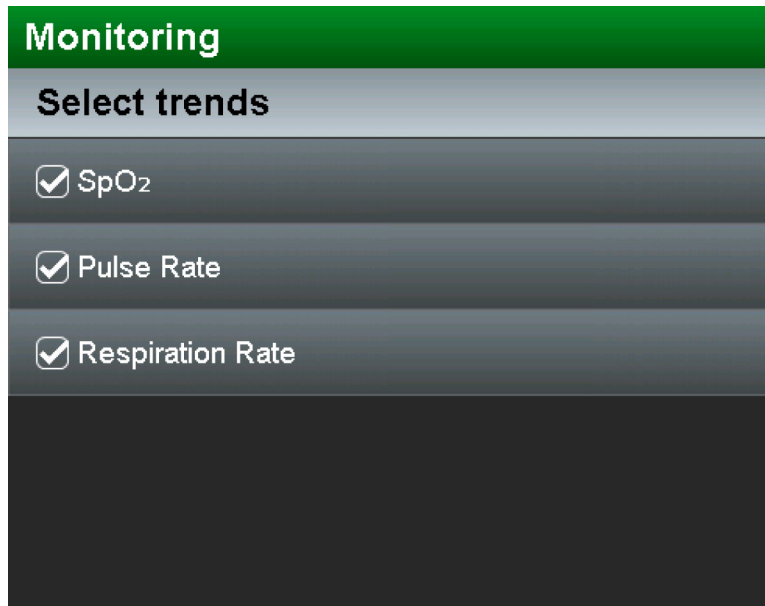 Monitoring
Select trends
SpO₂
Pulse Rate
Respiration Rate